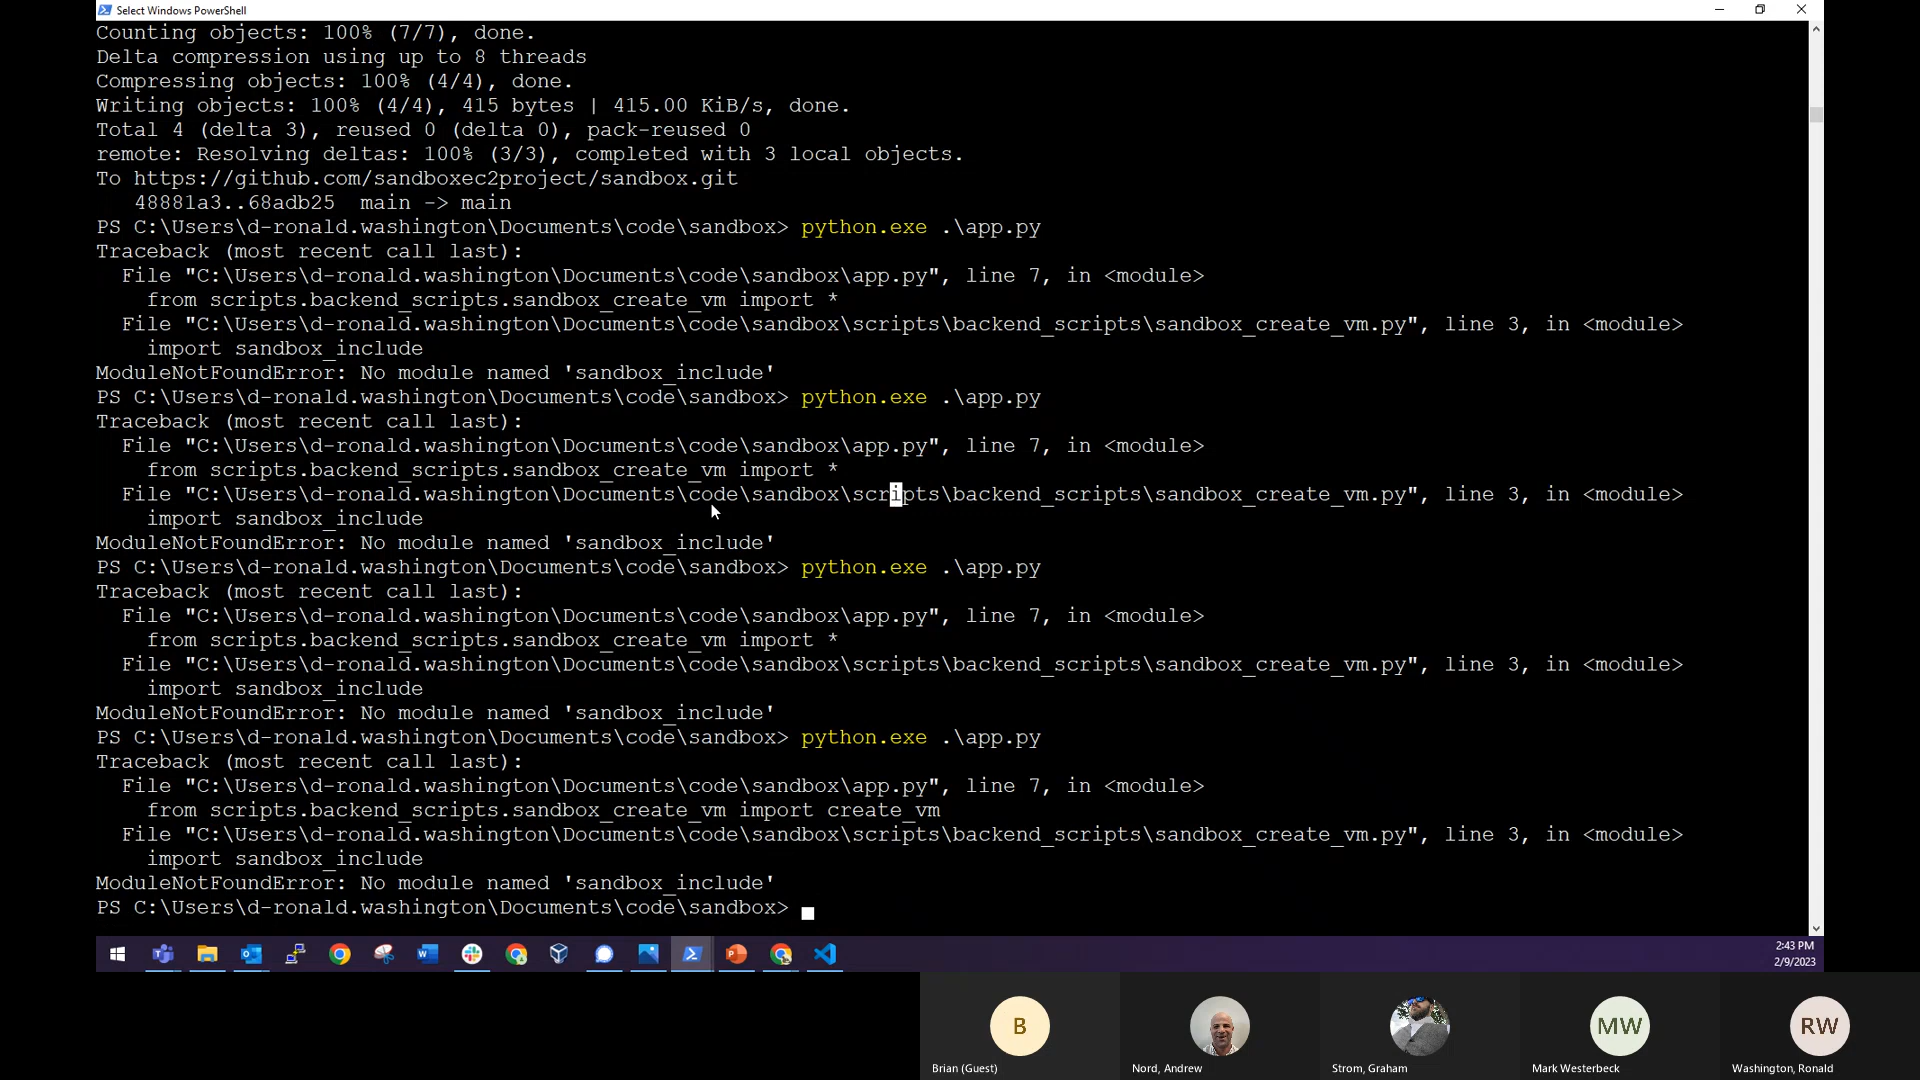 Select Windows PowerShell
Counting objects: 100% (7/7), done.
Delta compression using up to 8 threads
Compressing objects: 100% (4/4), done.
Writing objects: 100% (4/4), 415 bytes | 415.00 KiB/s, done.
Total 4 (delta 3), reused 0 (delta 0), pack-reused 0
remote: Resolving deltas: 100% (3/3), completed with 3 local objects.
To https://github.com/sandboxec2project/sandbox.git
   48881a3..68adb25  main -> main
PS C:\Users\d-ronald.washington\Documents\code\sandbox> python.exe .\app.py
Traceback (most recent call last):
  File "C:\Users\d-ronald.washington\Documents\code\sandbox\app.py", line 7, in <module>
    from scripts.backend_scripts.sandbox_create_vm import *
  File "C:\Users\d-ronald.washington\Documents\code\sandbox\scripts\backend_scripts\sandbox_create_vm.py", line 3, in <module>
    import sandbox_include
ModuleNotFoundError: No module named 'sandbox_include'
PS C:\Users\d-ronald.washington\Documents\code\sandbox> python.exe .\app.py
Traceback (most recent call last):
  File "C:\Users\d-ronald.washington\Documents\code\sandbox\app.py", line 7, in <module>
    from scripts.backend_scripts.sandbox_create_vm import *
  File "C:\Users\d-ronald.washington\Documents\code\sandbox\scripts\backend_scripts\sandbox_create_vm.py", line 3, in <module>
    import sandbox_include
ModuleNotFoundError: No module named 'sandbox_include'
PS C:\Users\d-ronald.washington\Documents\code\sandbox> python.exe .\app.py
Traceback (most recent call last):
  File "C:\Users\d-ronald.washington\Documents\code\sandbox\app.py", line 7, in <module>
    from scripts.backend_scripts.sandbox_create_vm import *
  File "C:\Users\d-ronald.washington\Documents\code\sandbox\scripts\backend_scripts\sandbox_create_vm.py", line 3, in <module>
    import sandbox_include
ModuleNotFoundError: No module named 'sandbox_include'
PS C:\Users\d-ronald.washington\Documents\code\sandbox> python.exe .\app.py
Traceback (most recent call last):
  File "C:\Users\d-ronald.washington\Documents\code\sandbox\app.py", line 7, in <module>
    from scripts.backend_scripts.sandbox_create_vm import create_vm
  File "C:\Users\d-ronald.washington\Documents\code\sandbox\scripts\backend_scripts\sandbox_create_vm.py", line 3, in <module>
    import sandbox_include
ModuleNotFoundError: No module named 'sandbox_include'
PS C:\Users\d-ronald.washington\Documents\code\sandbox>
2:43 PM
2/9/2023
B MW RW
Brian (Guest) Nord, Andrew Strom, Graham Mark Westerbeck Washington, Ronald